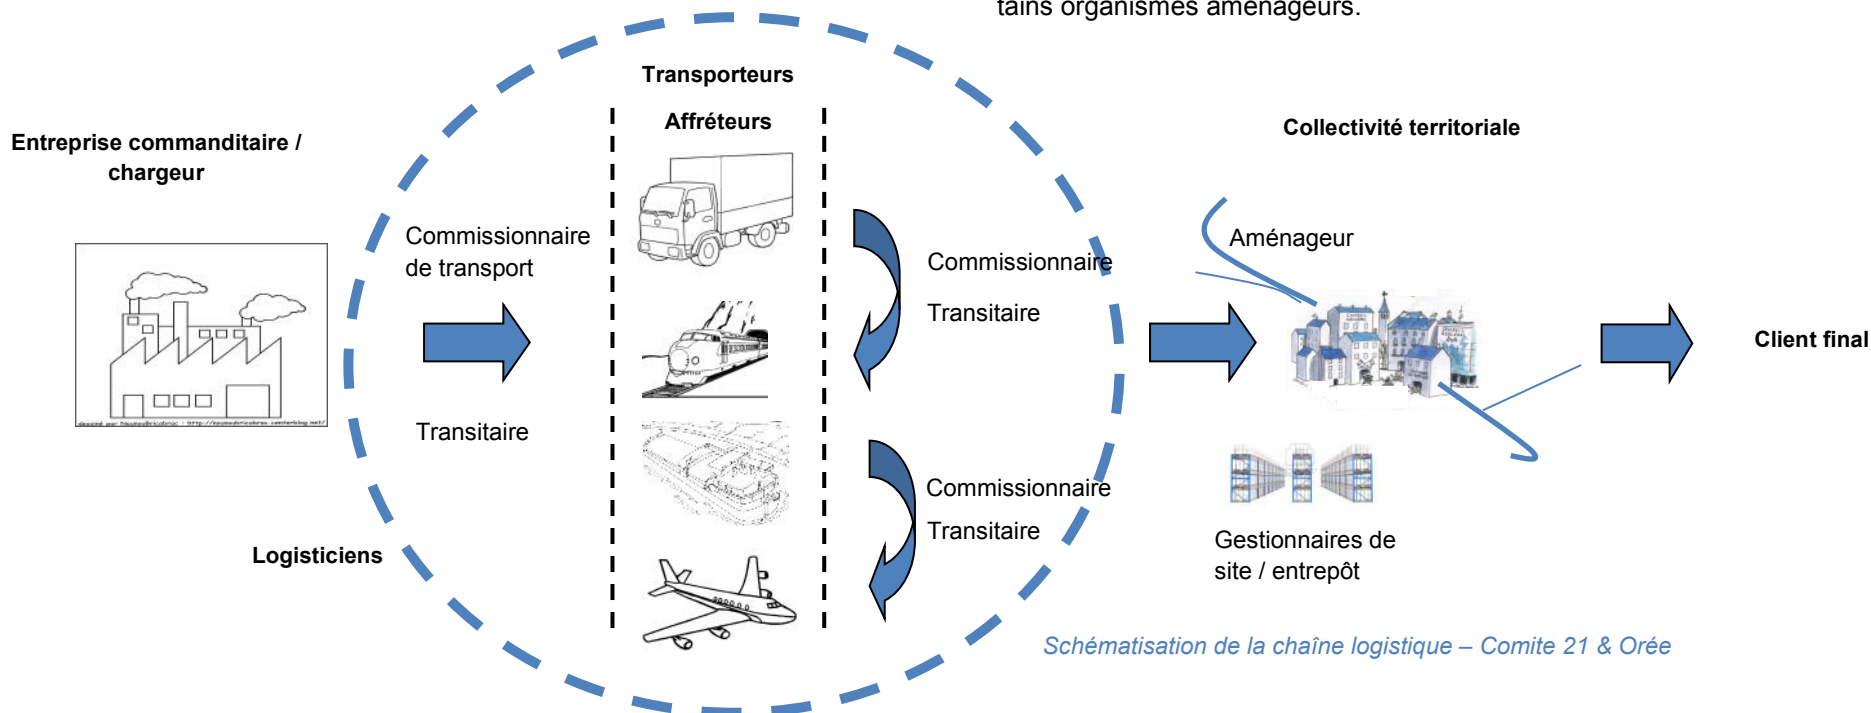 tains organismes aménageurs.
Transporteurs
Affréteurs
Entreprise commanditaire /
chargeur
Collectivité territoriale
Commissionnaire
de transport
Aménageur
Commissionnaire
Transitaire
Client final
Transitaire
Commissionnaire
Transitaire
Logisticiens
Gestionnaires de
site / entrepôt
Schématisation de la chaîne logistique – Comite 21 & Orée